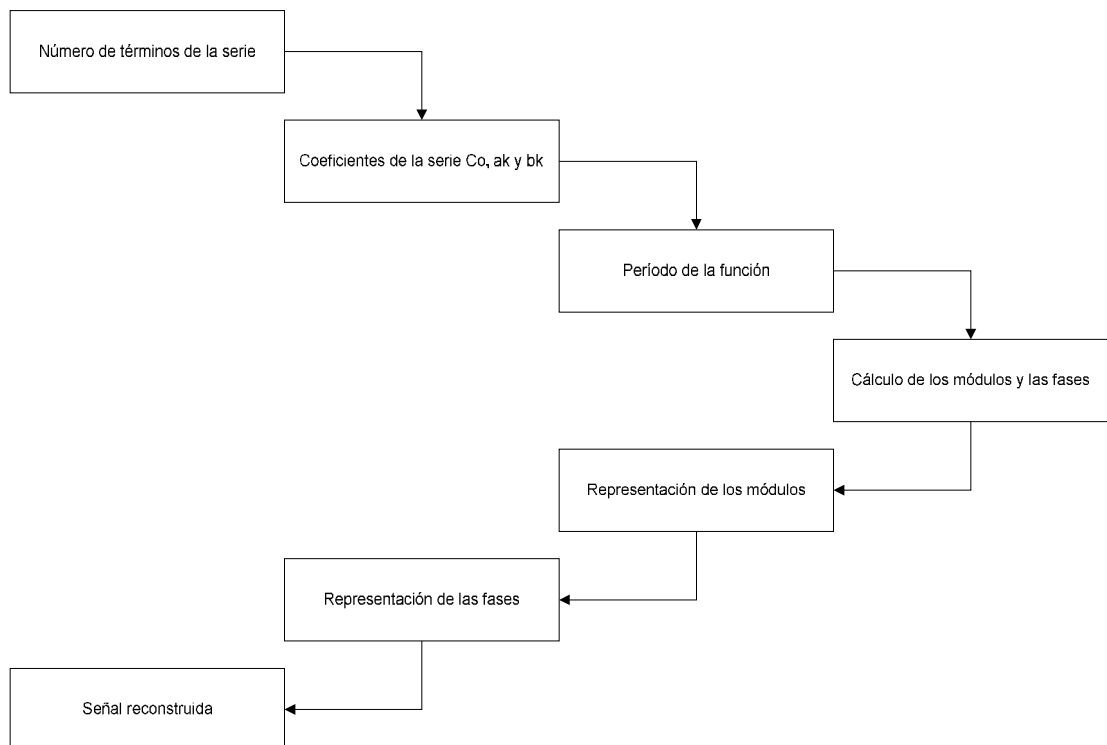 Número de términos de la serie
Coeficientes de la serie Co, ak y bk
Período de la función
Cálculo de los módulos y las fases
Representación de los módulos
Representación de las fases
Señal reconstruida